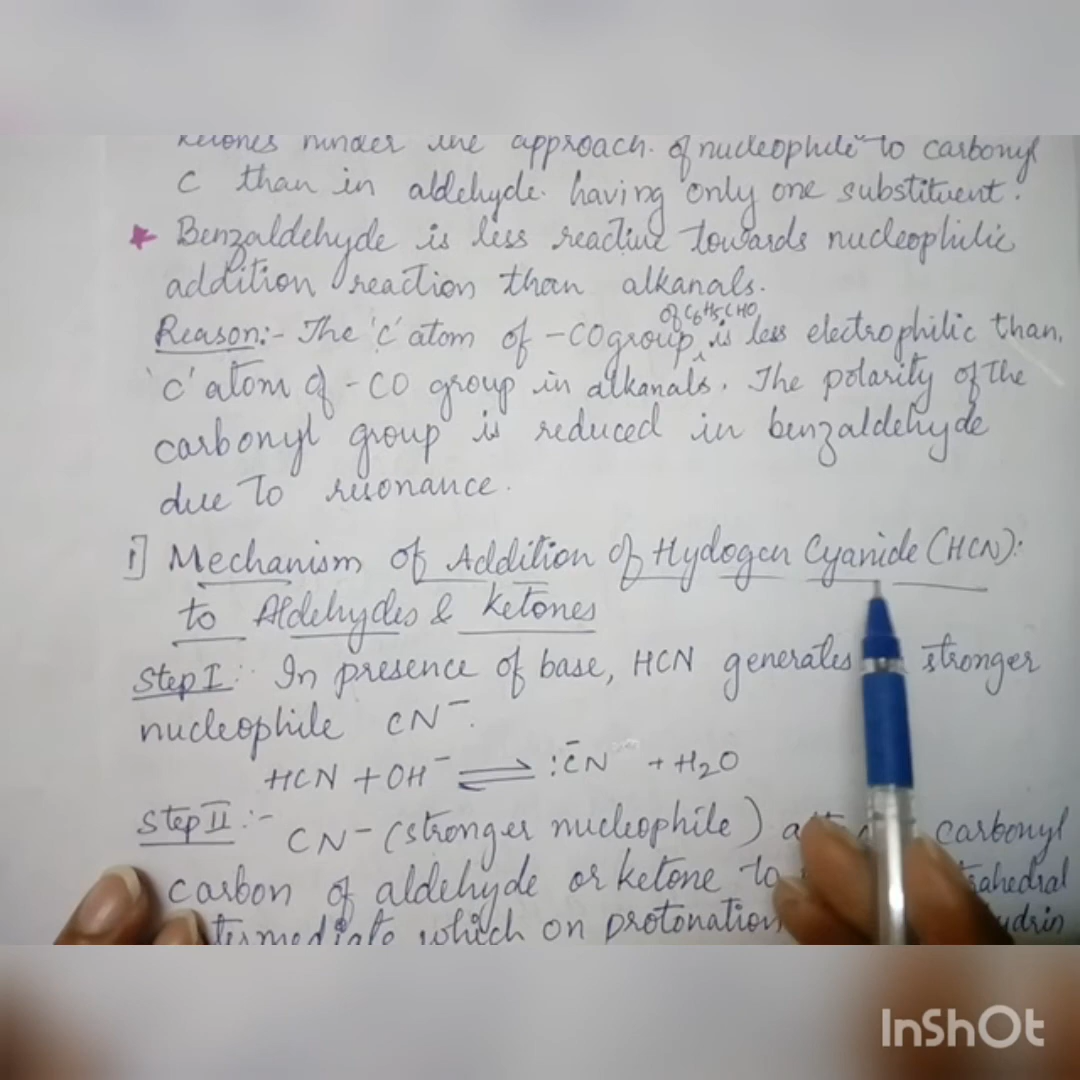 ketones hinder the approach of nucleophile to carbonyl
C than in aldehyde having only one substituent.
Benzaldehyde is less reactive towards nucleophilic
addition reaction than alkanals.
of C6H5CHO
Reason:- The 'C' atom of -CO group ^ is less electrophilic than
'C' atom of -CO group in alkanals. The polarity of the
carbonyl group is reduced in benzaldehyde
due to resonance.
1] Mechanism of Addition of Hydogen Cyanide (HCN):
to Aldehydes & Ketones
Step I :- In presence of base, HCN generates stronger
nucleophile CN⁻.
HCN + OH⁻ ⇌ :C̄N + H2O
Step II :- CN⁻ (stronger nucleophile) carbonyl
carbon of aldehyde or ketone to
which on protonation
InShOt